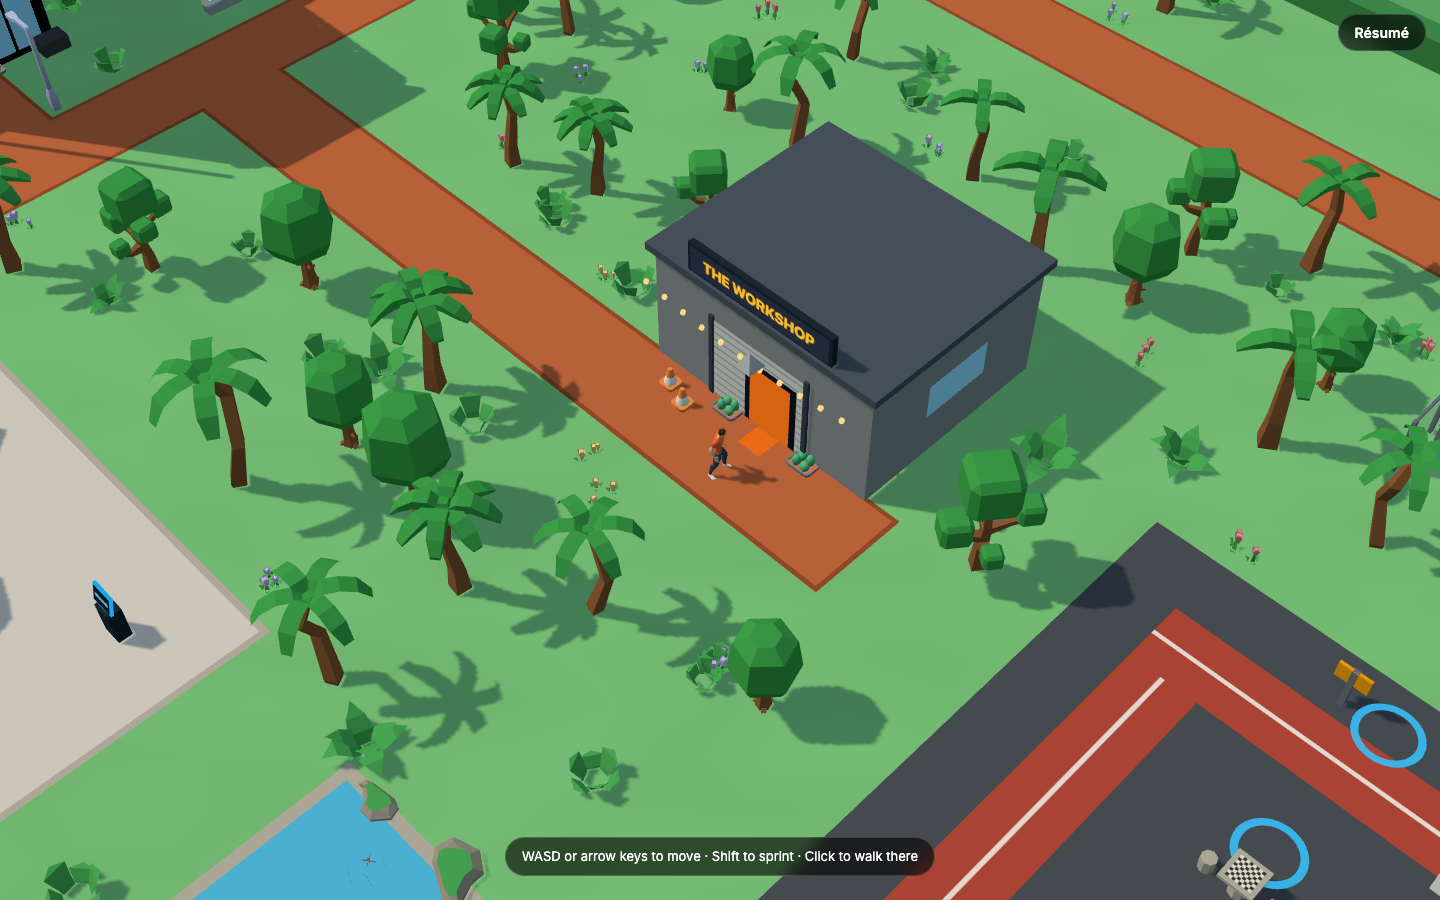 Résumé
THE WORKSHOP
WASD or arrow keys to move · Shift to sprint · Click to walk there